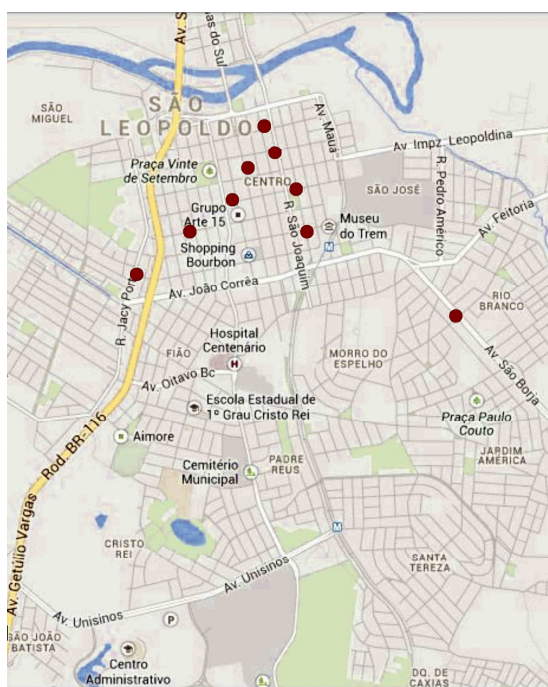 Av. S
as do Sul
SÃO
MIGUEL
SÃO
LEOPOLDO
Av. Mauá
Av. Impz. Leopoldina
Praça Vinte
de Setembro
CENTRO
SÃO JOSÉ
R. Pedro Américo
Av. Feitoria
Grupo
Arte 15
R. São Joaquim
Museu
do Trem
M
Shopping
Bourbon
R. Jacy Porto
Av. João Corrêa
RIO
BRANCO
Hospital
Centenário
H
FIÃO
MORRO DO
ESPELHO
Av. São Borja
Av. Oitavo Bc
Escola Estadual de
1º Grau Cristo Rei
Praça Paulo
Couto
Aimore
Rod. BR-116
Cemitério
Municipal
PADRE
REUS
JARDIM
AMÉRICA
Av. Getúlio Vargas
M
CRISTO
REI
SANTA
TEREZA
Av. Unisinos
Av. Unisinos
P
SÃO JOÃO
BATISTA
Centro
Administrativo
DQ. DE
CAXIAS